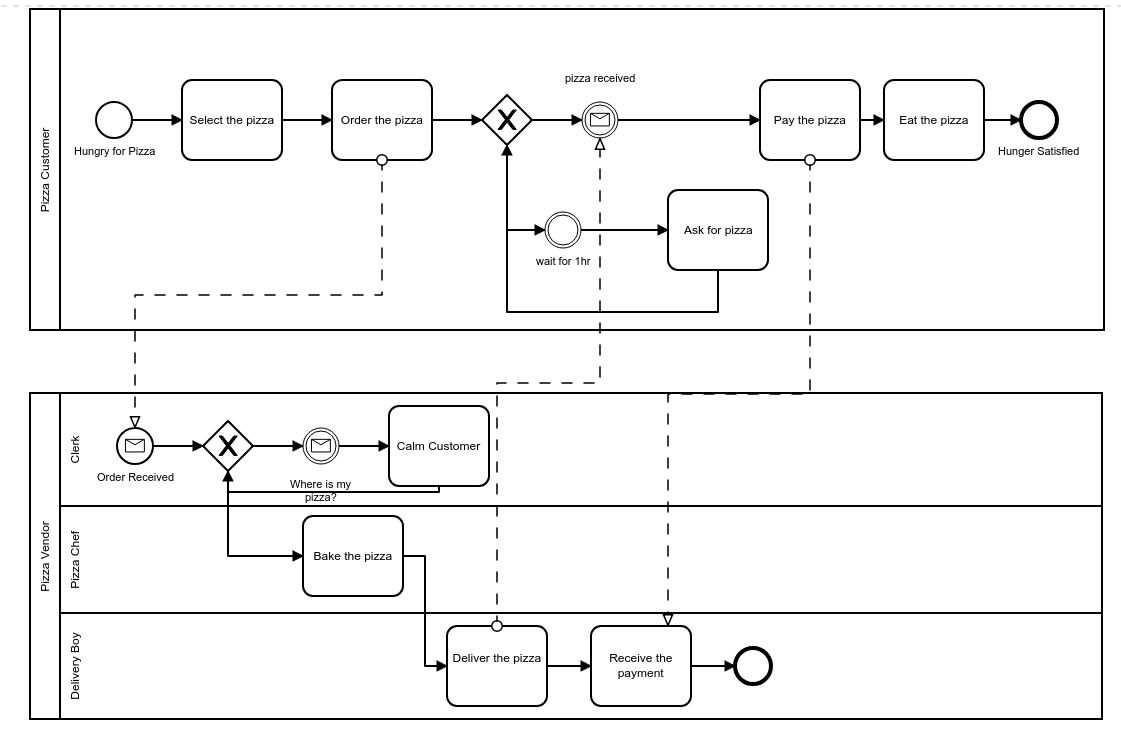 Pizza Customer
pizza received
Select the pizza
Order the pizza
X
Pay the pizza
Eat the pizza
Hungry for Pizza
Hunger Satisfied
Ask for pizza
wait for 1hr
Pizza Vendor
Clerk
X
Calm Customer
Order Received
Where is my
pizza?
Pizza Chef
Bake the pizza
Delivery Boy
Deliver the pizza
Receive the
payment